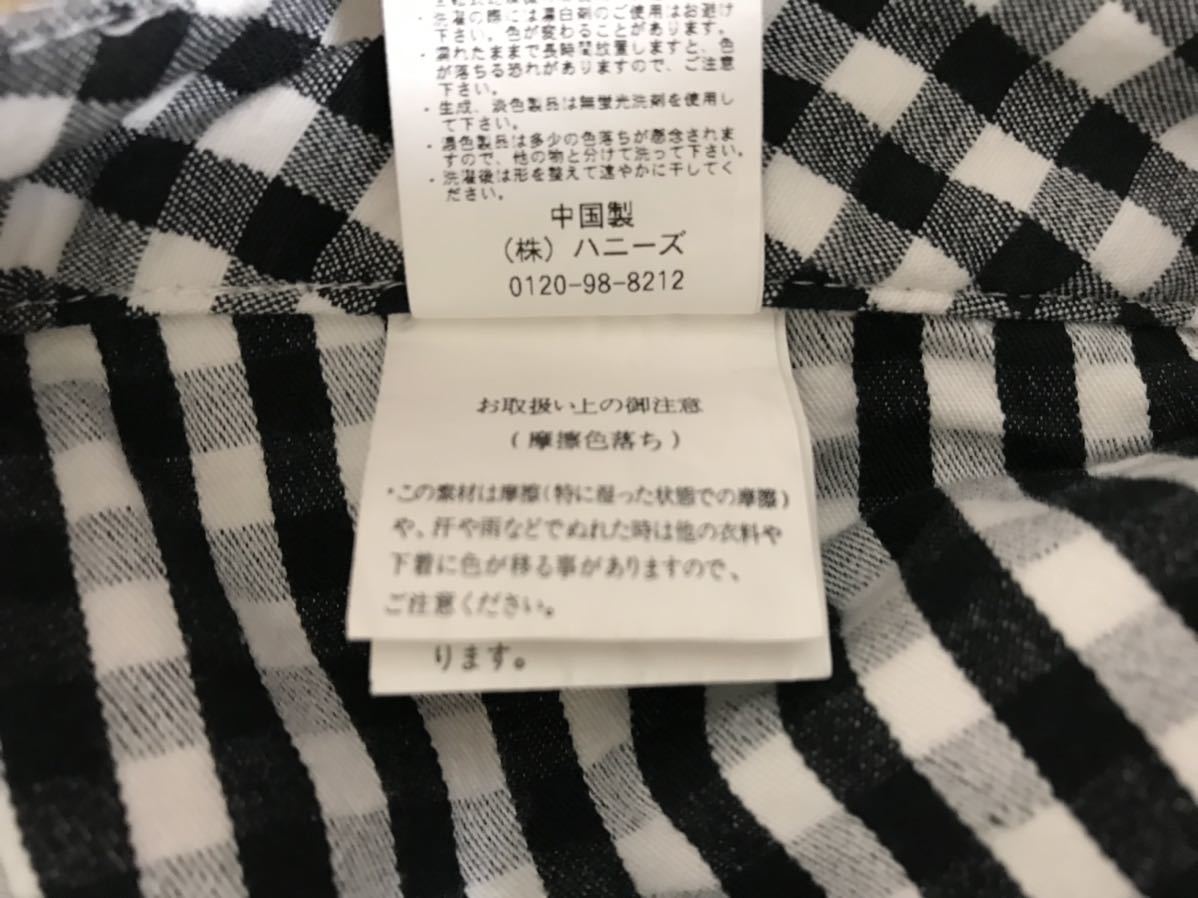 ・洗濯の際には漂白剤のご使用はお避け
下さい。色が変わることがあります。
・濡れたままで長時間放置しますと、色
が落ちる恐れがありますので、ご注意
下さい。
・生成、淡色製品は無蛍光洗剤を使用し
て下さい。
・濃色製品は多少の色落ちが懸念されま
すので、他の物と分けて洗って下さい。
・洗濯後は形を整えて速やかに干してく
ださい。
中国製
（株）ハニーズ
0120-98-8212
お取扱い上の御注意
（摩擦色落ち）
・この素材は摩擦(特に湿った状態での摩擦)
や、汗や雨などでぬれた時は他の衣料や
下着に色が移る事がありますので、
ご注意ください。
ります。